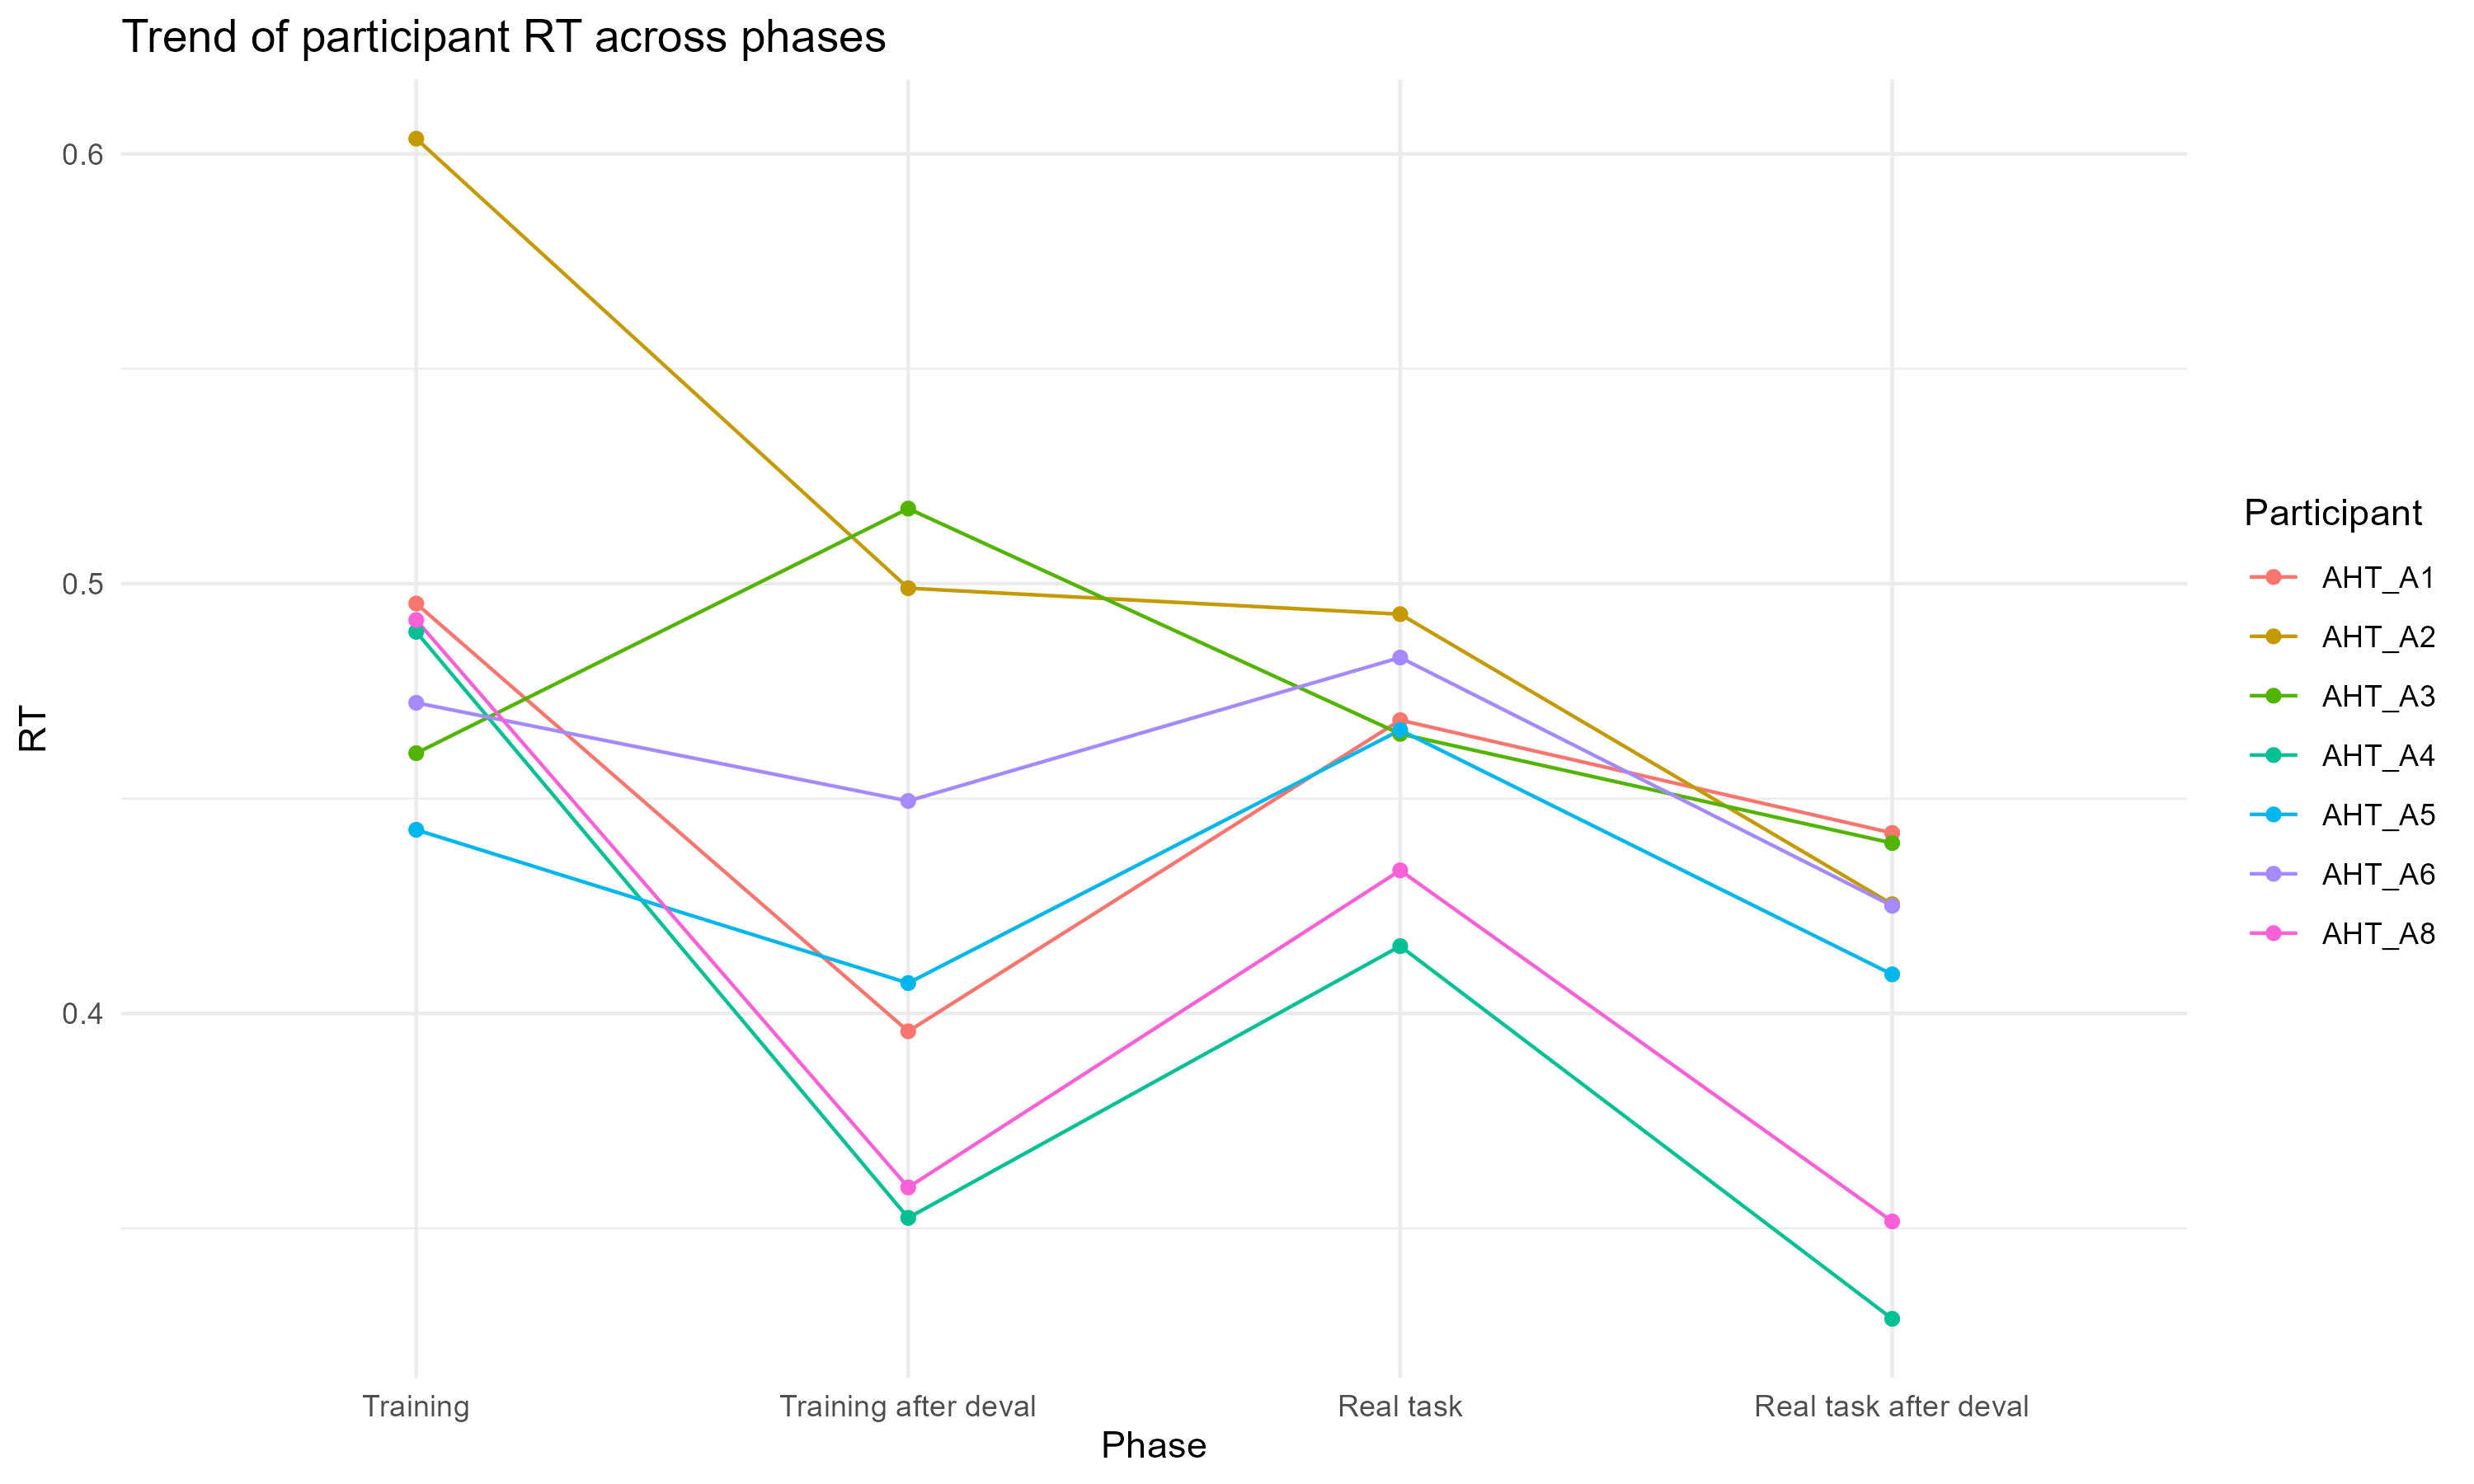 Trend of participant RT across phases
0.6
0.5
0.4
RT
Training
Training after deval
Real task
Real task after deval
Phase
Participant
AHT_A1
AHT_A2
AHT_A3
AHT_A4
AHT_A5
AHT_A6
AHT_A8